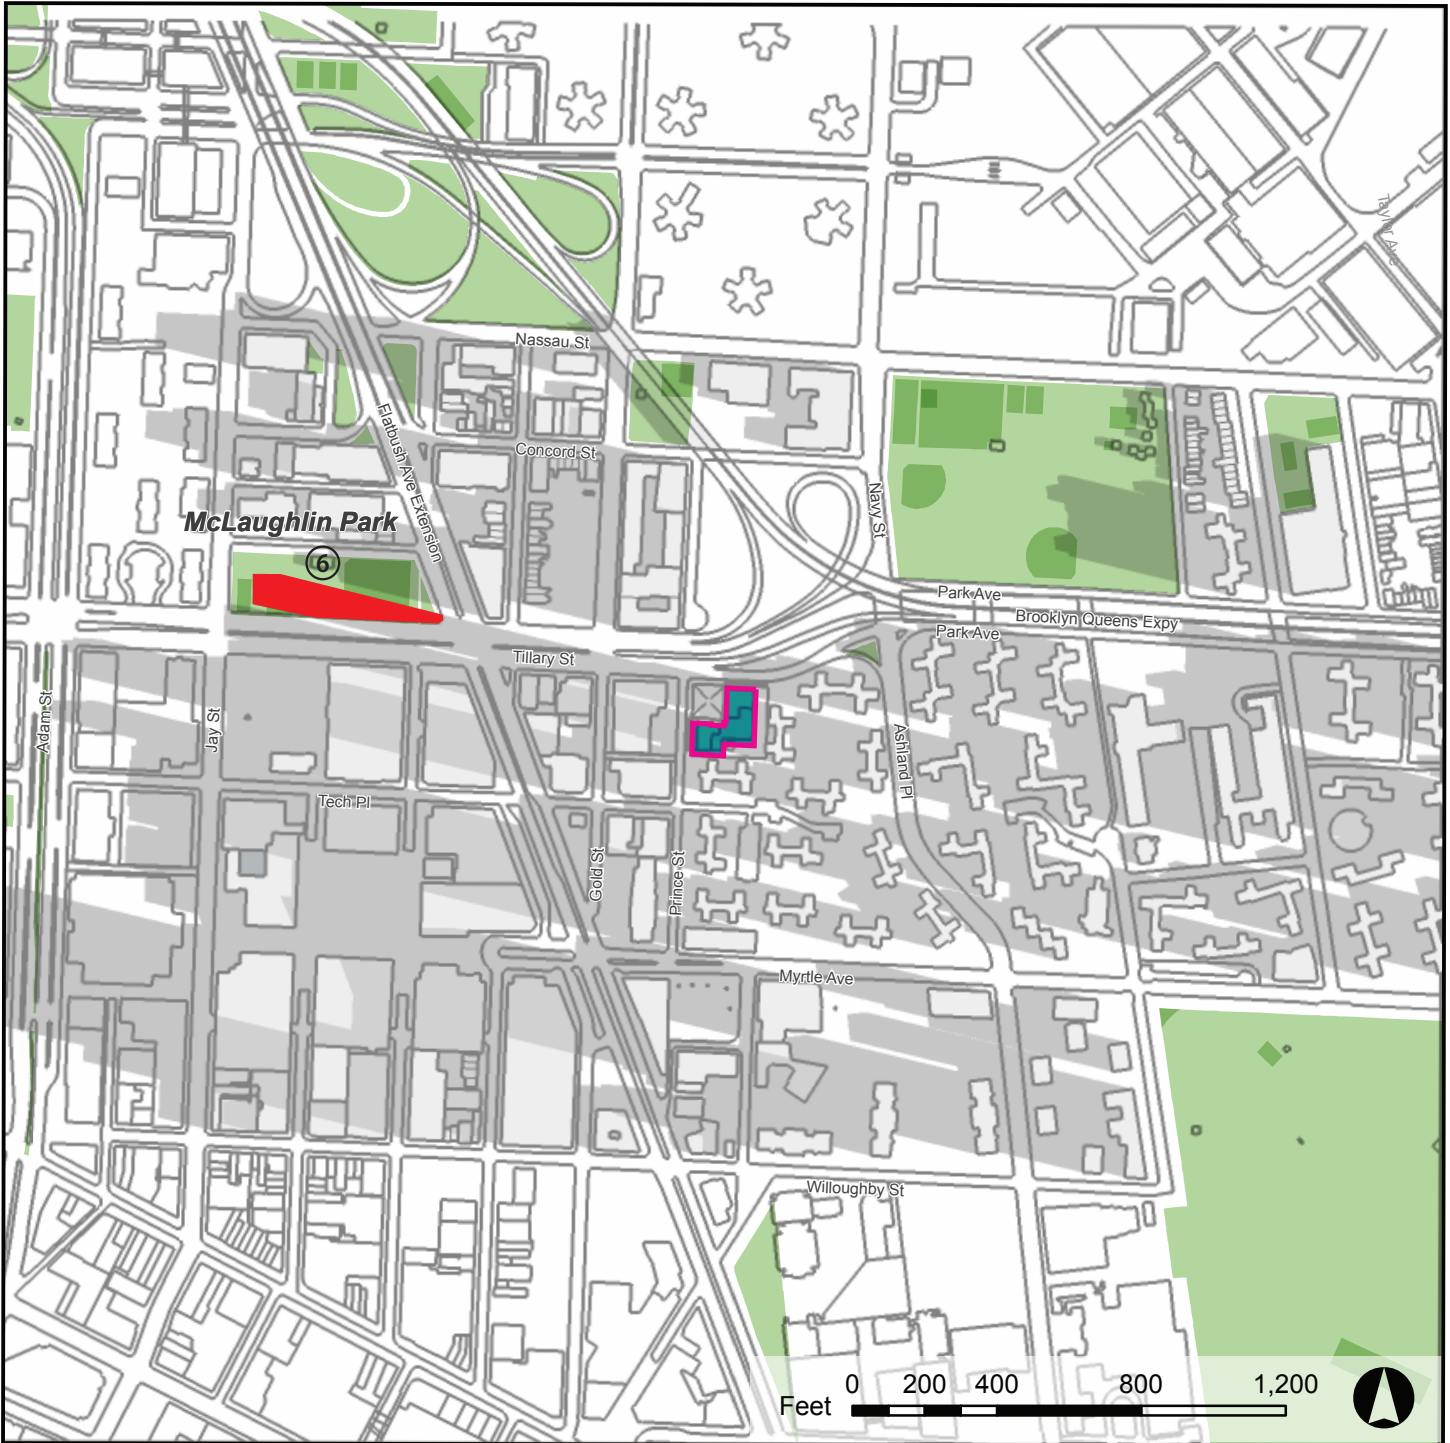 Taylor Ave
Nassau St
Flatbush Ave Extension
Concord St
Navy St
McLaughlin Park
6
Park Ave
Brooklyn Queens Expy
Park Ave
Tillary St
Adam St
Jay St
Ashland Pl
Tech Pl
Gold St
Prince St
Myrtle Ave
Willoughby St
0 200 400 800 1,200
Feet